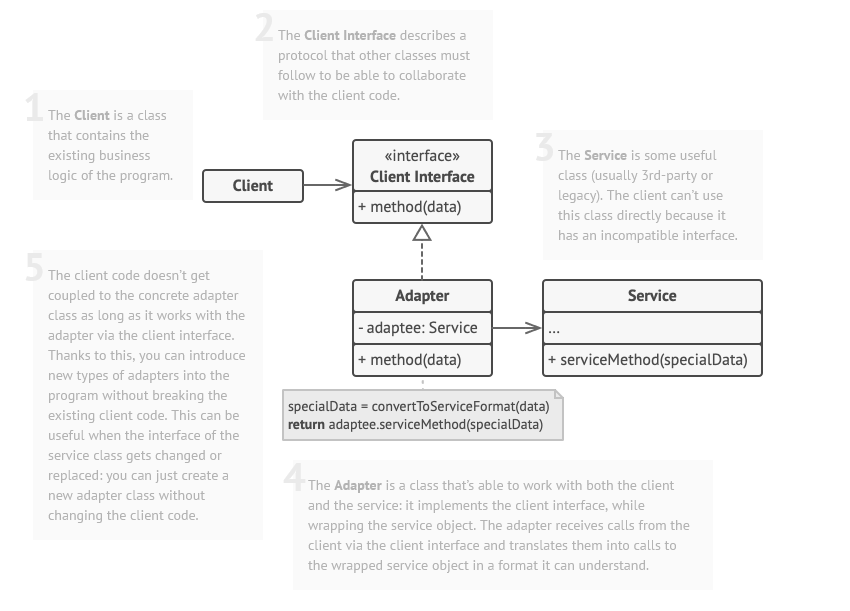 1
The Client is a class
that contains the
existing business
logic of the program.
2
The Client Interface describes a
protocol that other classes must
follow to be able to collaborate
with the client code.
3
The Service is some useful
class (usually 3rd-party or
legacy). The client can't use
this class directly because it
has an incompatible interface.
Client
«interface»
Client Interface
+ method(data)
Adapter
- adaptee: Service
+ method(data)
Service
...
+ serviceMethod(specialData)
specialData = convertToServiceFormat(data)
return adaptee.serviceMethod(specialData)
4
The Adapter is a class that's able to work with both the client
and the service: it implements the client interface, while
wrapping the service object. The adapter receives calls from the
client via the client interface and translates them into calls to
the wrapped service object in a format it can understand.
5
The client code doesn't get
coupled to the concrete adapter
class as long as it works with the
adapter via the client interface.
Thanks to this, you can introduce
new types of adapters into the
program without breaking the
existing client code. This can be
useful when the interface of the
service class gets changed or
replaced: you can just create a
new adapter class without
changing the client code.